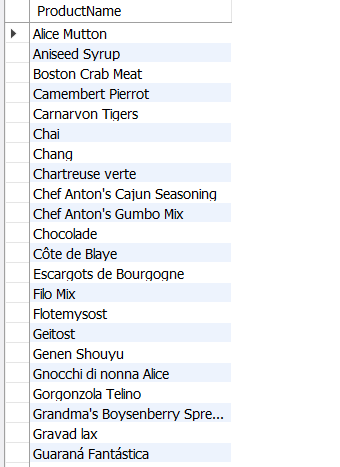 ProductName
Alice Mutton
Aniseed Syrup
Boston Crab Meat
Camembert Pierrot
Carnarvon Tigers
Chai
Chang
Chartreuse verte
Chef Anton's Cajun Seasoning
Chef Anton's Gumbo Mix
Chocolade
Côte de Blaye
Escargots de Bourgogne
Filo Mix
Flotemysost
Geitost
Genen Shouyu
Gnocchi di nonna Alice
Gorgonzola Telino
Grandma's Boysenberry Spre...
Gravad lax
Guaraná Fantástica